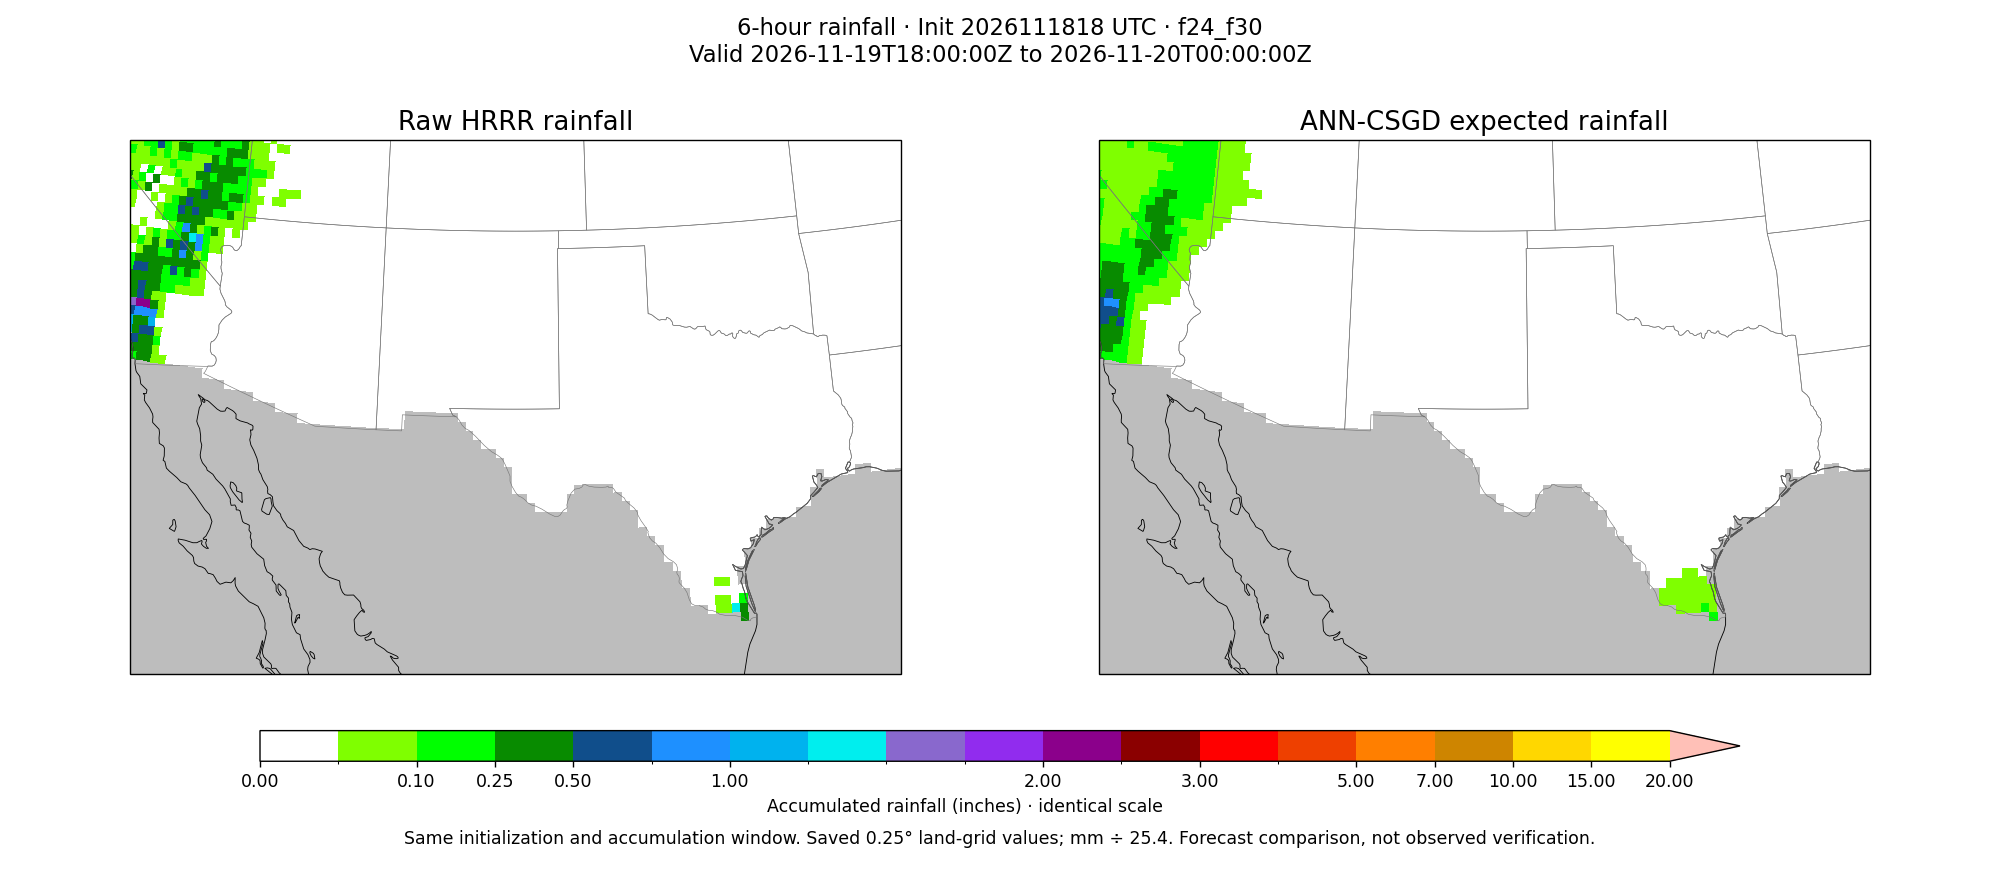 6-hour rainfall · Init 2026111818 UTC · f24_f30
Valid 2026-11-19T18:00:00Z to 2026-11-20T00:00:00Z
Raw HRRR rainfall
ANN-CSGD expected rainfall
0.00 0.10 0.25 0.50 1.00 2.00 3.00 5.00 7.00 10.00 15.00 20.00
Accumulated rainfall (inches) · identical scale
Same initialization and accumulation window. Saved 0.25° land-grid values; mm ÷ 25.4. Forecast comparison, not observed verification.